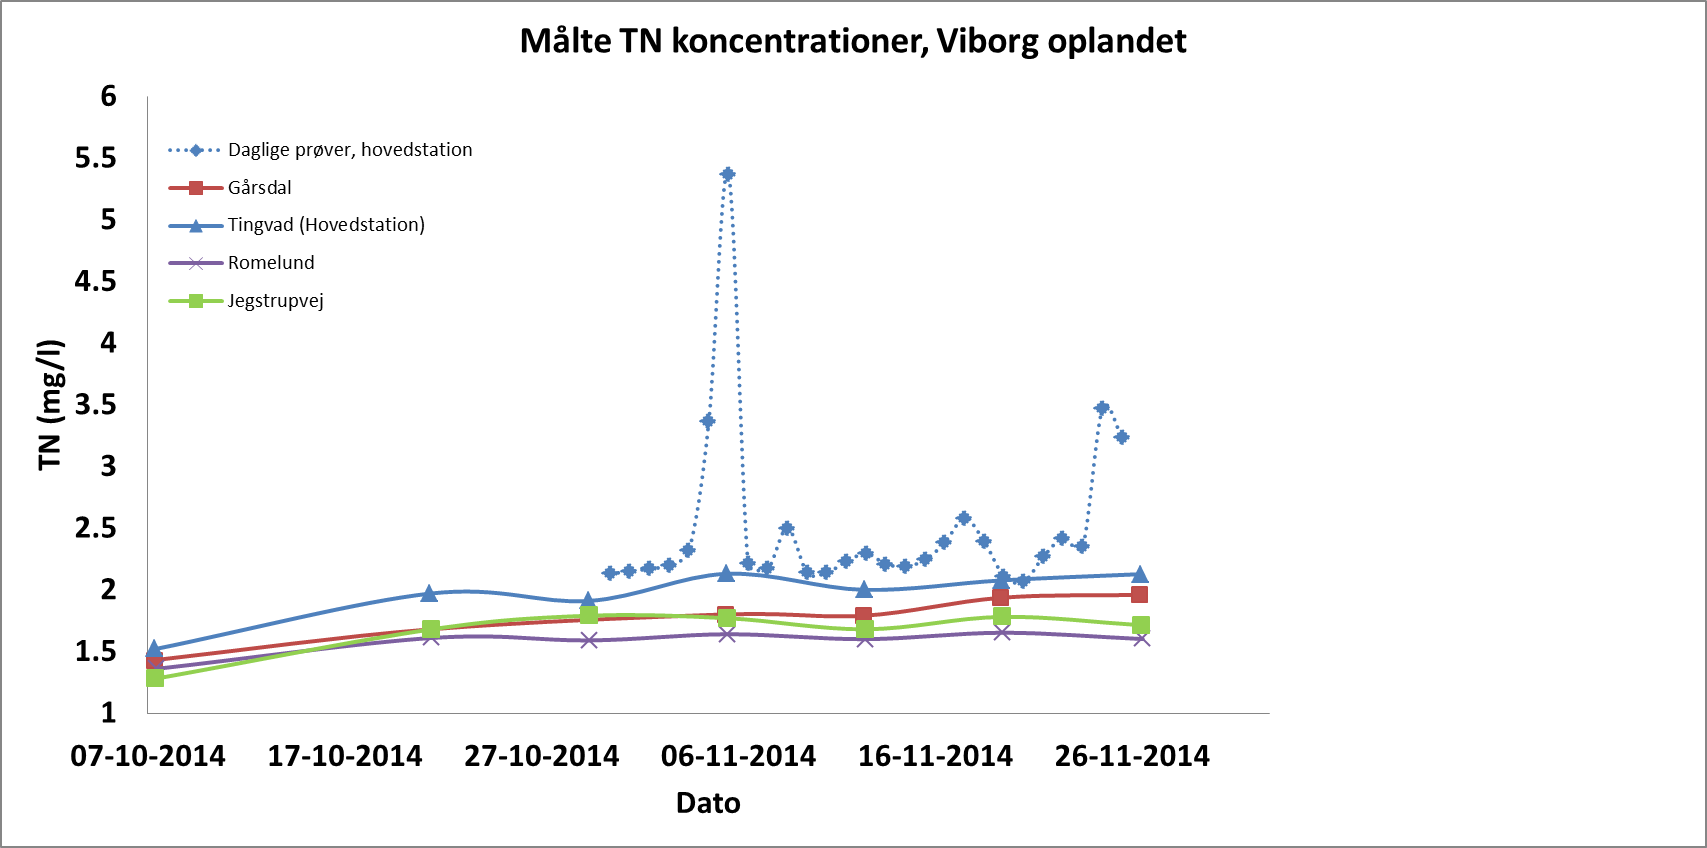 Målte TN koncentrationer, Viborg oplandet
6
5.5
5
4.5
4
3.5
3
2.5
2
1.5
1
TN (mg/l)
Daglige prøver, hovedstation
Gårsdal
Tingvad (Hovedstation)
Romelund
Jegstrupvej
07-10-2014 17-10-2014 27-10-2014 06-11-2014 16-11-2014 26-11-2014
Dato